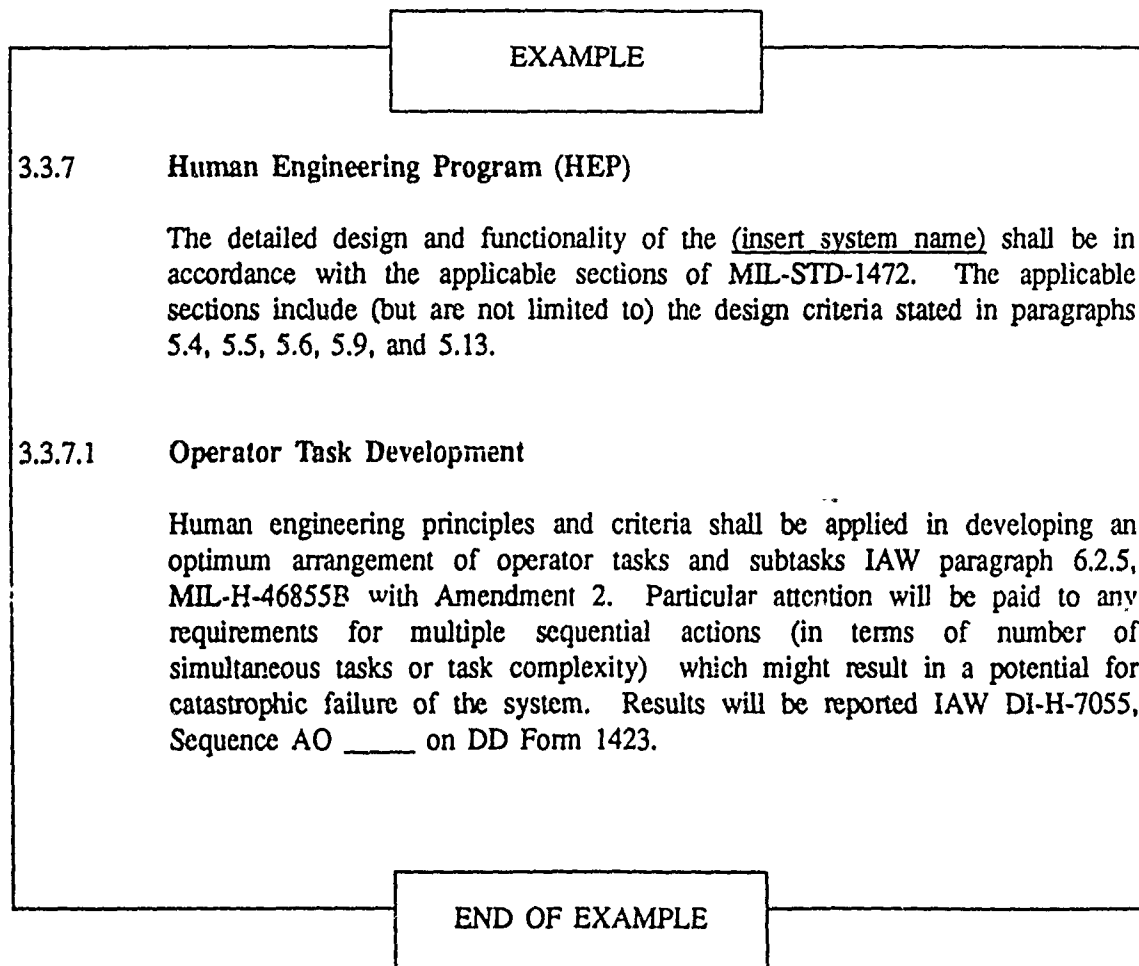 EXAMPLE
3.3.7 Human Engineering Program (HEP)
The detailed design and functionality of the (insert system name) shall be in
accordance with the applicable sections of MIL-STD-1472. The applicable
sections include (but are not limited to) the design criteria stated in paragraphs
5.4, 5.5, 5.6, 5.9, and 5.13.
3.3.7.1 Operator Task Development
Human engineering principles and criteria shall be applied in developing an
optimum arrangement of operator tasks and subtasks IAW paragraph 6.2.5,
MIL-H-46855B with Amendment 2. Particular attention will be paid to any
requirements for multiple sequential actions (in terms of number of
simultaneous tasks or task complexity) which might result in a potential for
catastrophic failure of the system. Results will be reported IAW DI-H-7055,
Sequence AO _____ on DD Form 1423.
END OF EXAMPLE